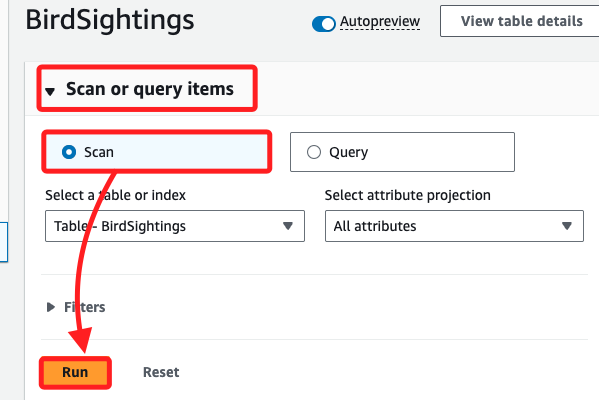 BirdSightings
Autopreview
View table details
Scan or query items
Scan
Query
Select a table or index
Select attribute projection
Table - BirdSightings
All attributes
Filters
Run
Reset